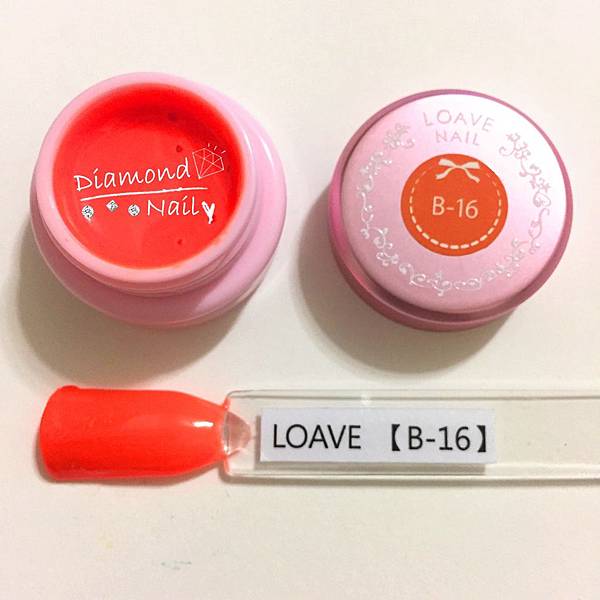 Diamond
Nail
LOAVE
NAIL
B-16
LOAVE 【B-16】